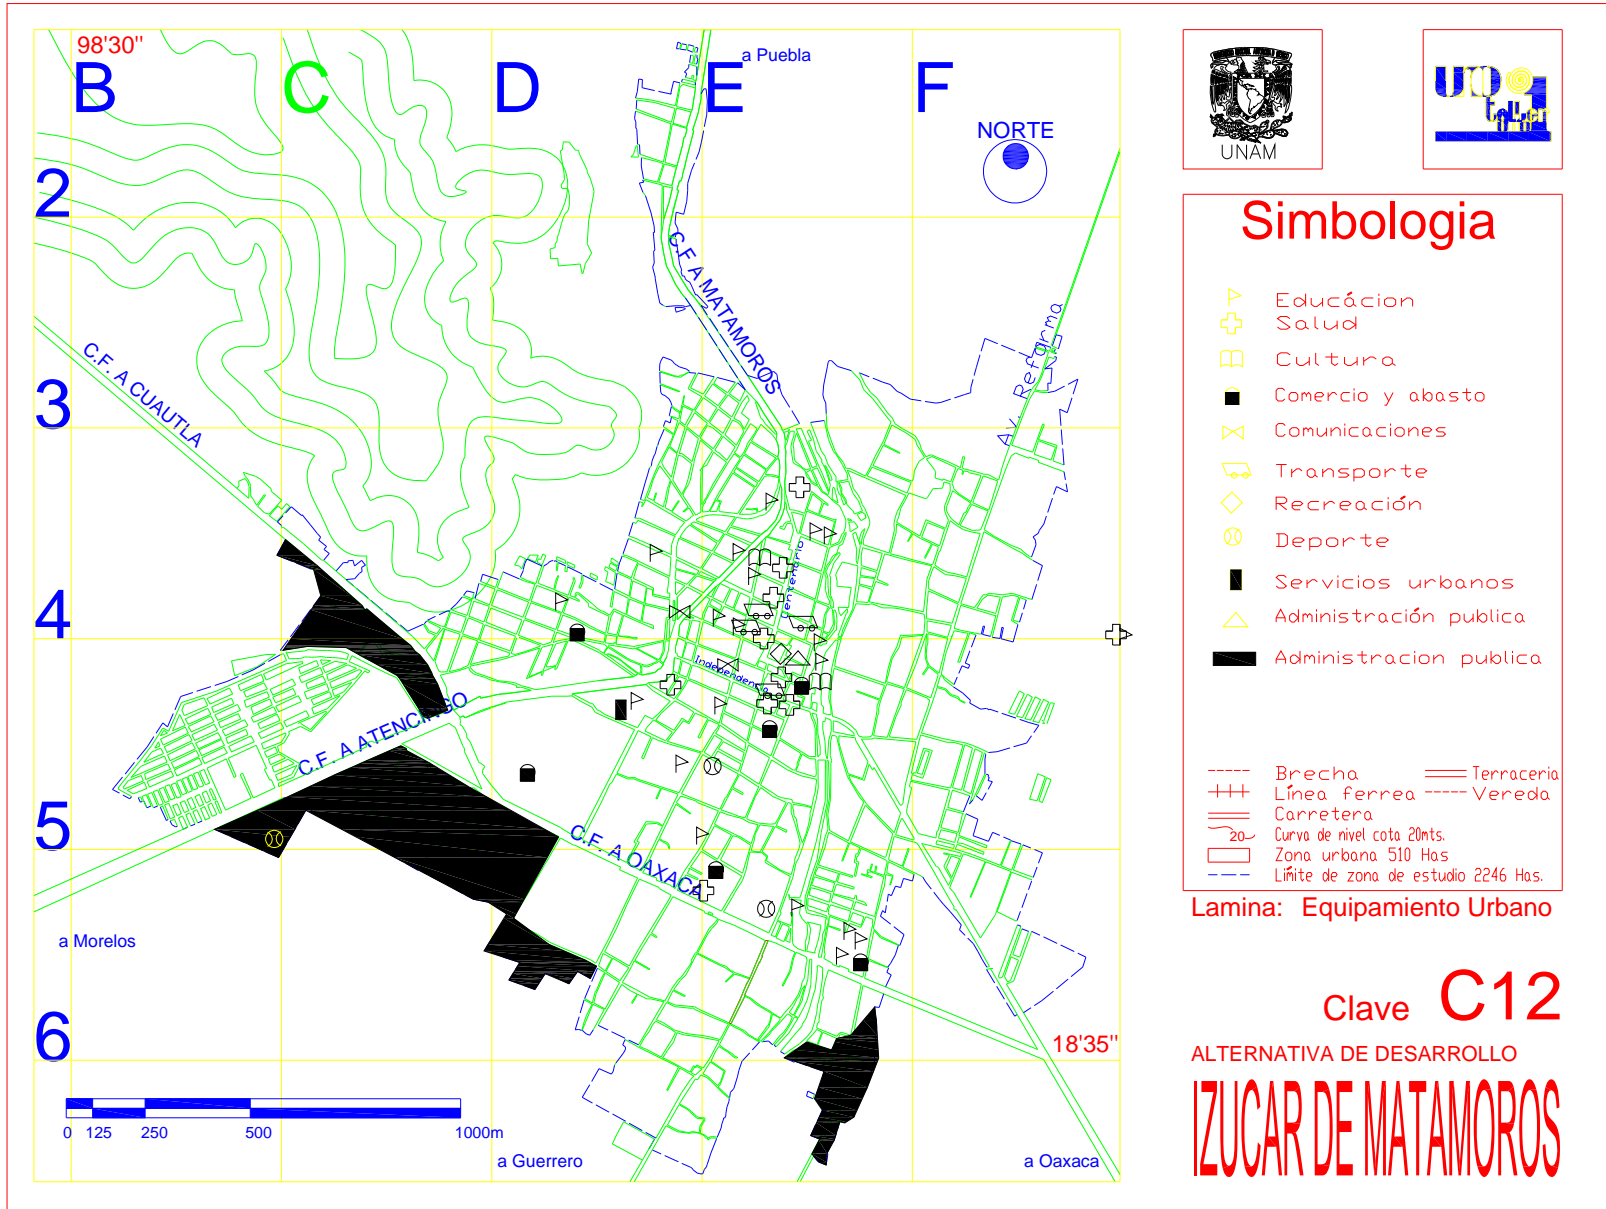 98'30"
a Puebla
B
C
D
E
F
NORTE
2
3
4
5
6
C.F. A MATAMOROS
Av. Reforma
C.F. A CUAUTLA
Centenario
Independencia
C.F. A ATENCINGO
C.F. A OAXACA
a Morelos
18'35"
0 125 250 500 1000m
a Guerrero
a Oaxaca
UNAM
Simbologia
Educácion
Salud
Cultura
Comercio y abasto
Comunicaciones
Transporte
Recreación
Deporte
Servicios urbanos
Administración publica
Administracion publica
Brecha Terraceria
Línea ferrea Vereda
Carretera
20 Curva de nivel cota 20mts.
Zona urbana 510 Has
Límite de zona de estudio 2246 Has.
Lamina: Equipamiento Urbano
Clave C12
ALTERNATIVA DE DESARROLLO
IZUCAR DE MATAMOROS